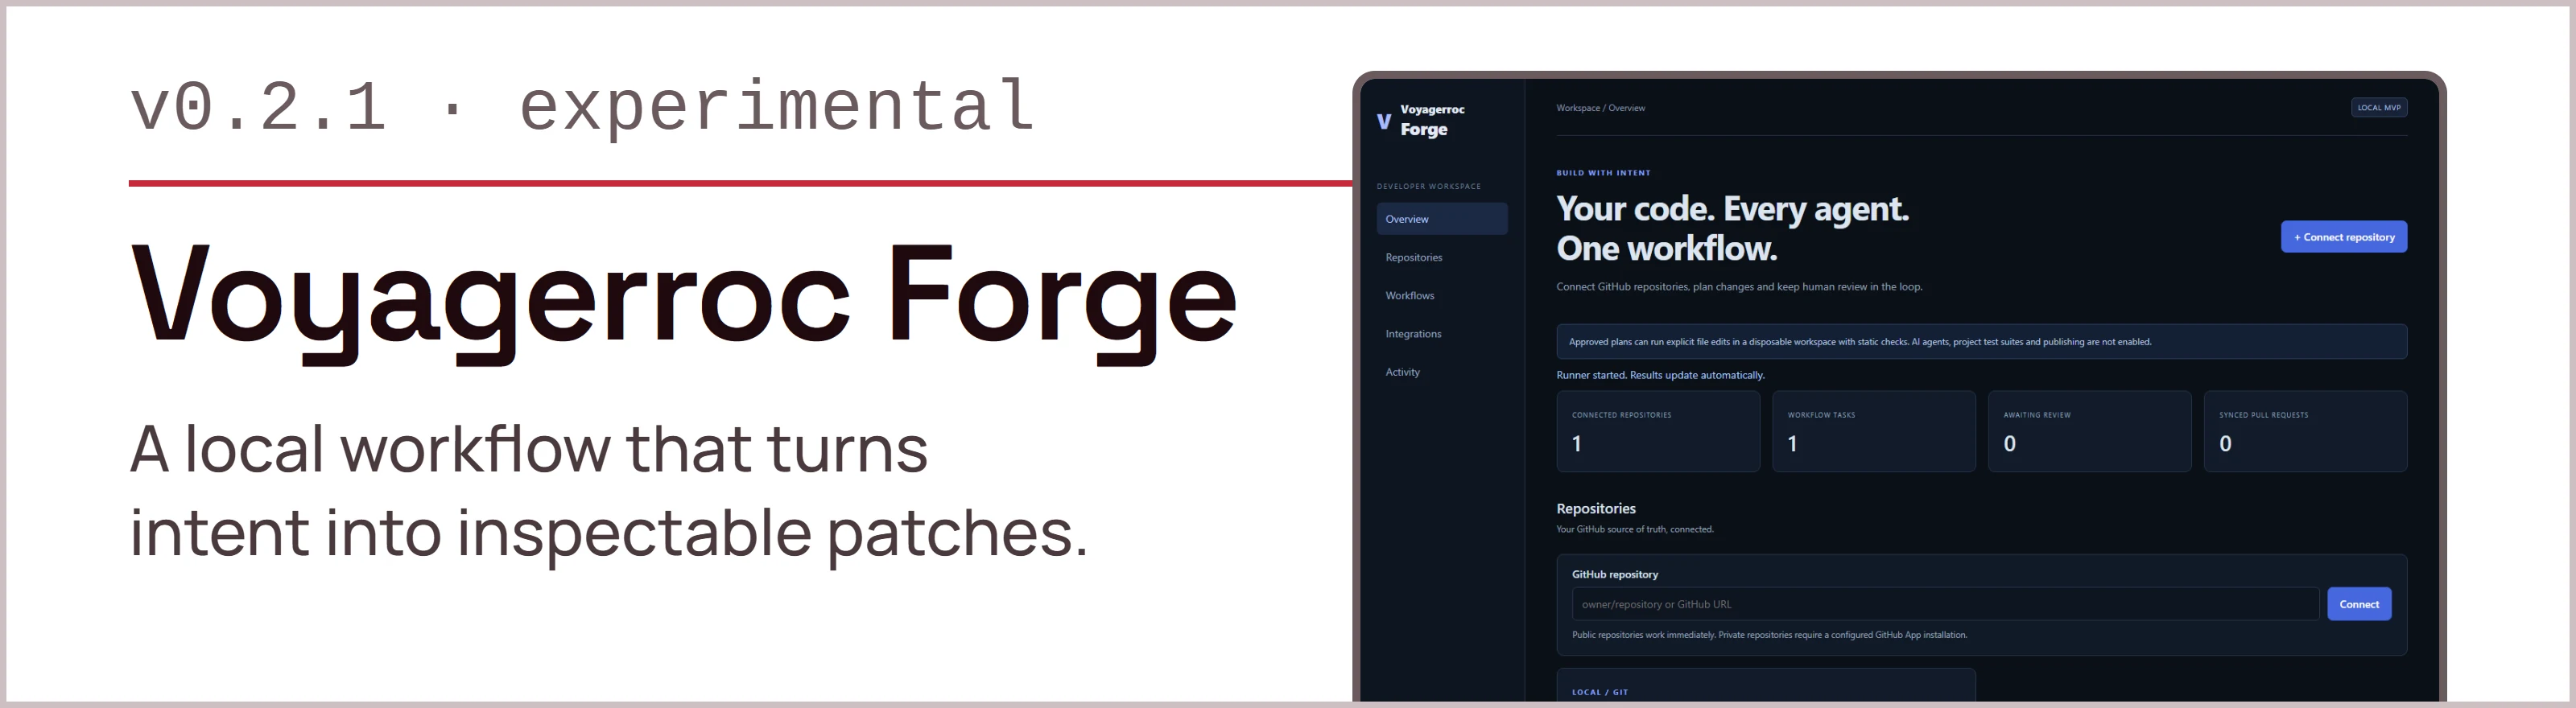 v0.2.1 · experimental
Voyagerroc Forge
A local workflow that turns
intent into inspectable patches.
V
Voyagerroc
Forge
DEVELOPER WORKSPACE
Overview
Repositories
Workflows
Integrations
Activity
Workspace / Overview
LOCAL MVP
BUILD WITH INTENT
Your code. Every agent.
One workflow.
+ Connect repository
Connect GitHub repositories, plan changes and keep human review in the loop.
Approved plans can run explicit file edits in a disposable workspace with static checks. AI agents, project test suites and publishing are not enabled.
Runner started. Results update automatically.
CONNECTED REPOSITORIES
1
WORKFLOW TASKS
1
AWAITING REVIEW
0
SYNCED PULL REQUESTS
0
Repositories
Your GitHub source of truth, connected.
GitHub repository
owner/repository or GitHub URL
Connect
Public repositories work immediately. Private repositories require a configured GitHub App installation.
LOCAL / GIT